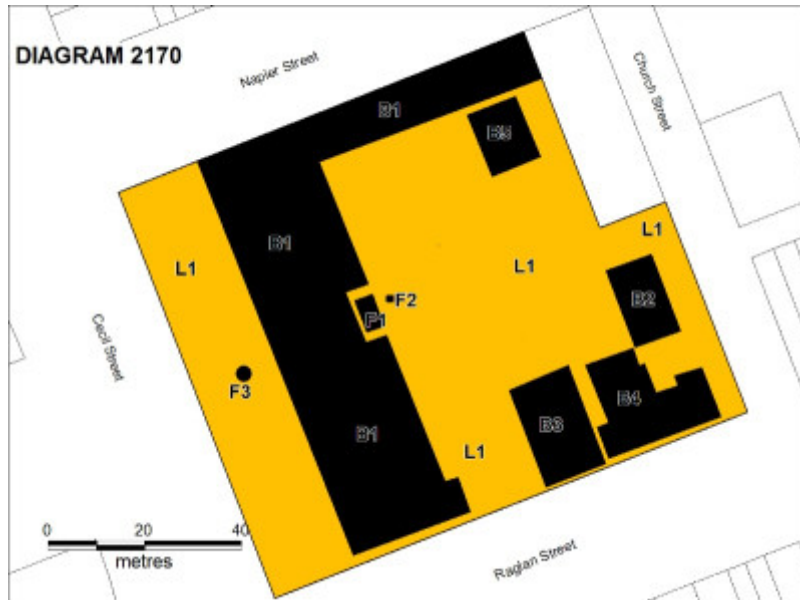 DIAGRAM 2170
Napier Street
Church Street
B1
B5
L1
B1
L1
L1
B2
F2
F1
Cecil Street
F3
B4
B3
B1
L1
0 20 40
metres
Raglan Street